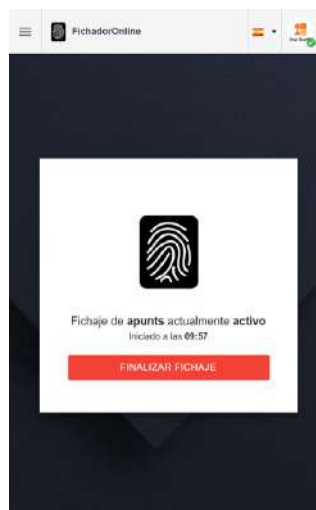 FichadorOnline
Fichaje de apunts actualmente activo
Iniciado a las 09:57
FINALIZAR FICHAJE